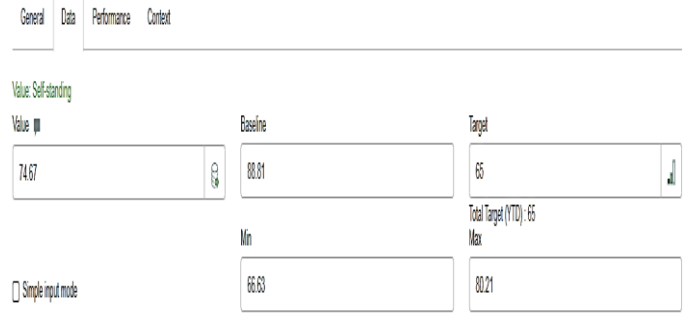 General Data Performance Context
Value: Self-standing
Value Baseline Target
74.67 88.81 65
Total Target (YTD) : 65
Min Max
Simple input mode 66.63 80.21